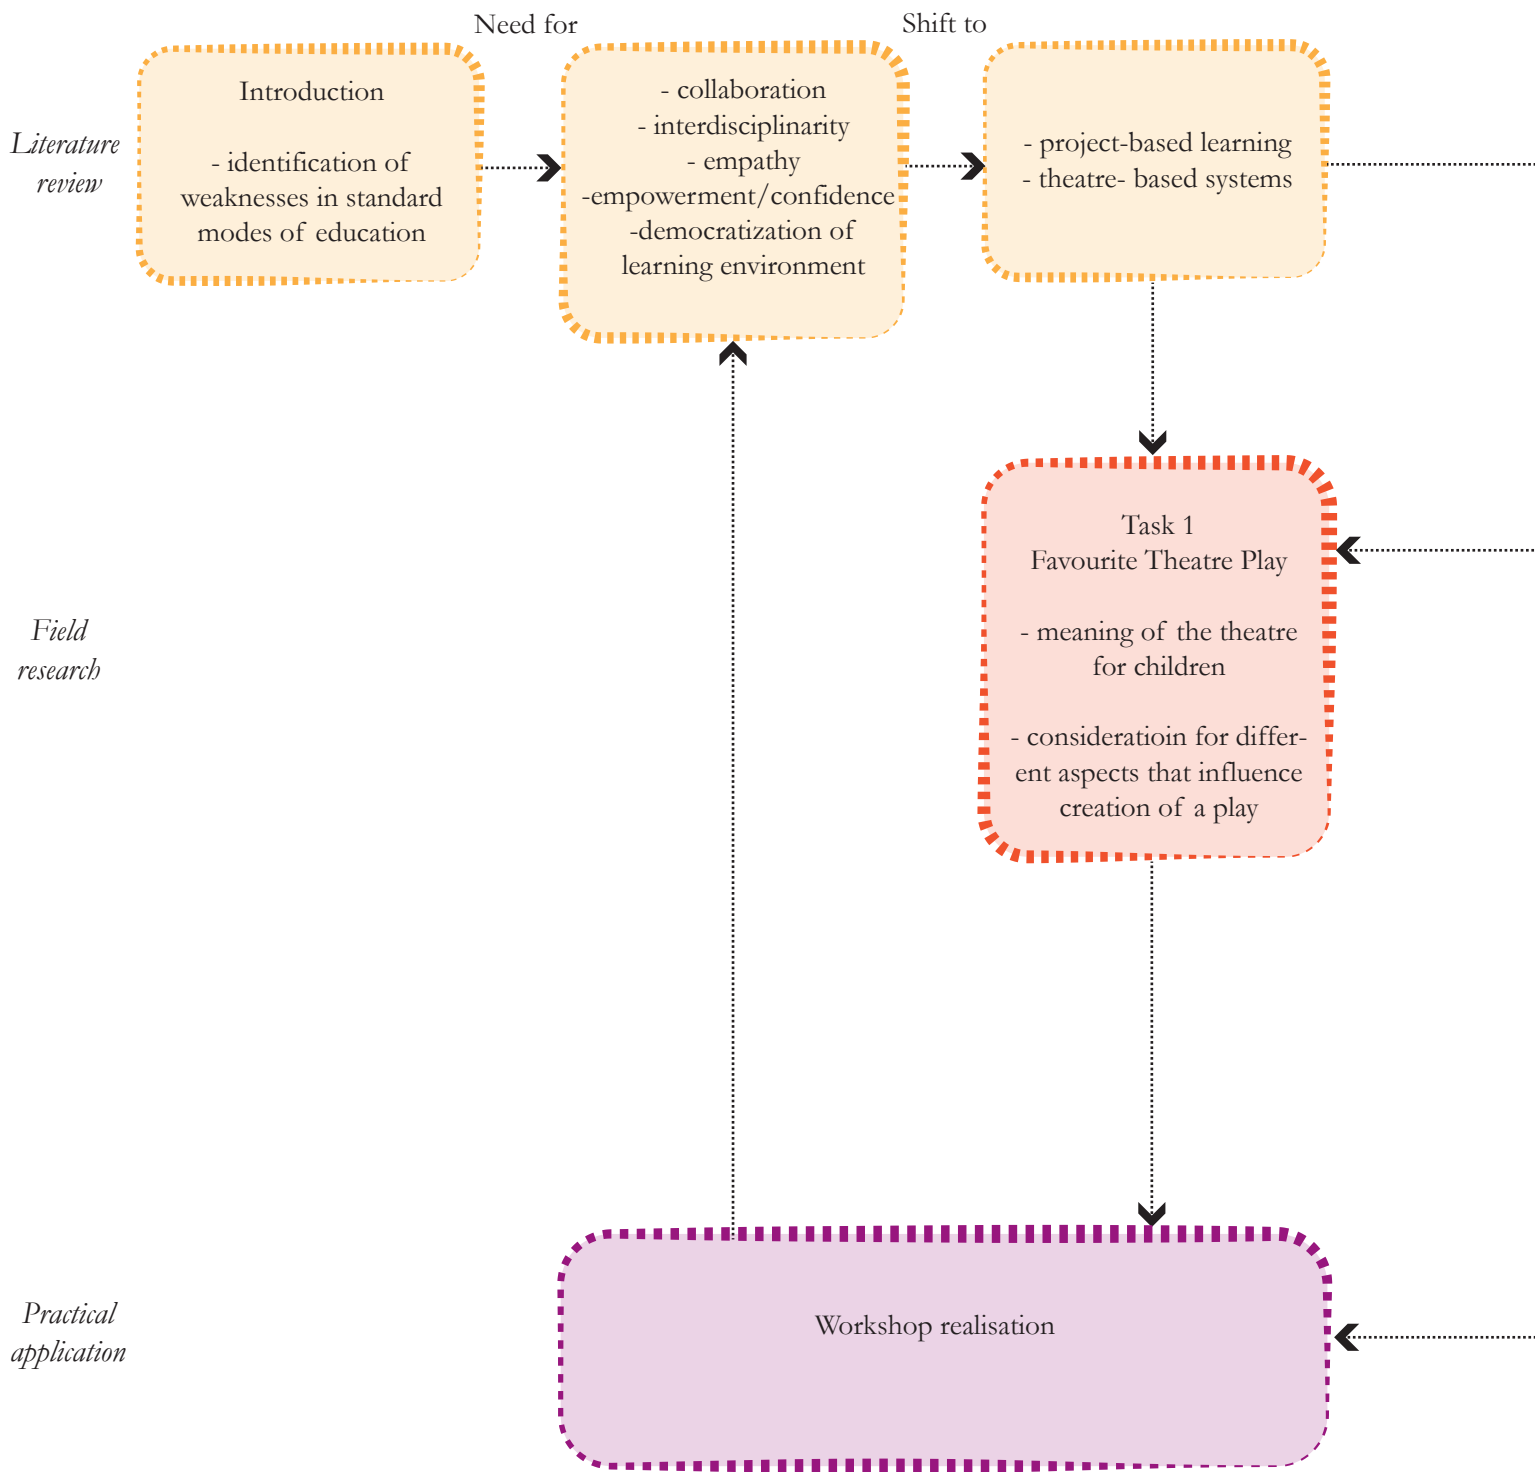 Need for
Shift to
Literature
review
Introduction
- identification of
weaknesses in standard
modes of education
- collaboration
- interdisciplinarity
- empathy
-empowerment/confidence
-democratization of
learning environment
- project-based learning
- theatre- based systems
Field
research
Task 1
Favourite Theatre Play
- meaning of the theatre
for children
- consideratioin for differ-
ent aspects that influence
creation of a play
Practical
application
Workshop realisation